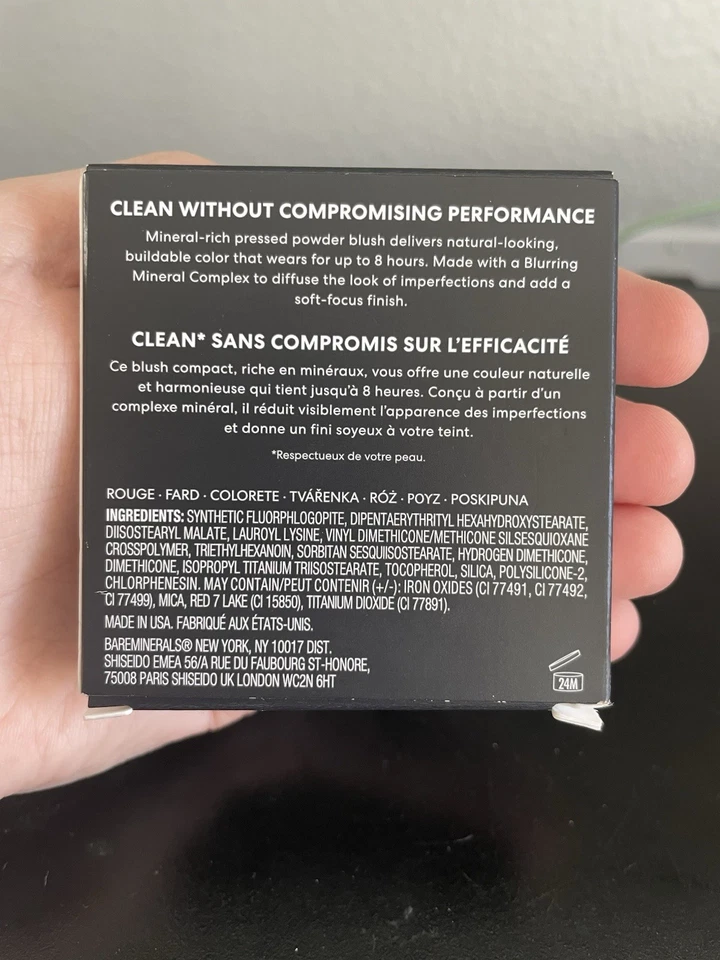 CLEAN WITHOUT COMPROMISING PERFORMANCE
Mineral-rich pressed powder blush delivers natural-looking,
buildable color that wears for up to 8 hours. Made with a Blurring
Mineral Complex to diffuse the look of imperfections and add a
soft-focus finish.
CLEAN* SANS COMPROMIS SUR L'EFFICACITÉ
Ce blush compact, riche en minéraux, vous offre une couleur naturelle
et harmonieuse qui tient jusqu'à 8 heures. Conçu à partir d'un
complexe minéral, il réduit visiblement l'apparence des imperfections
et donne un fini soyeux à votre teint.
*Respectueux de votre peau.
ROUGE · FARD · COLORETE · TVÁŘENKA · RÓŻ · POYZ · POSKIPUNA
INGREDIENTS: SYNTHETIC FLUORPHLOGOPITE, DIPENTAERYTHRITYL HEXAHYDROXYSTEARATE,
DIISOSTEARYL MALATE, LAUROYL LYSINE, VINYL DIMETHICONE/METHICONE SILSESQUIOXANE
CROSSPOLYMER, TRIETHYLHEXANOIN, SORBITAN SESQUIISOSTEARATE, HYDROGEN DIMETHICONE,
DIMETHICONE, ISOPROPYL TITANIUM TRIISOSTEARATE, TOCOPHEROL, SILICA, POLYSILICONE-2,
CHLORPHENESIN. MAY CONTAIN/PEUT CONTENIR (+/-): IRON OXIDES (CI 77491, CI 77492,
CI 77499), MICA, RED 7 LAKE (CI 15850), TITANIUM DIOXIDE (CI 77891).
MADE IN USA. FABRIQUÉ AUX ÉTATS-UNIS.
BAREMINERALS® NEW YORK, NY 10017 DIST.
SHISEIDO EMEA 56/A RUE DU FAUBOURG ST-HONORE,
75008 PARIS SHISEIDO UK LONDON WC2N 6HT
24M